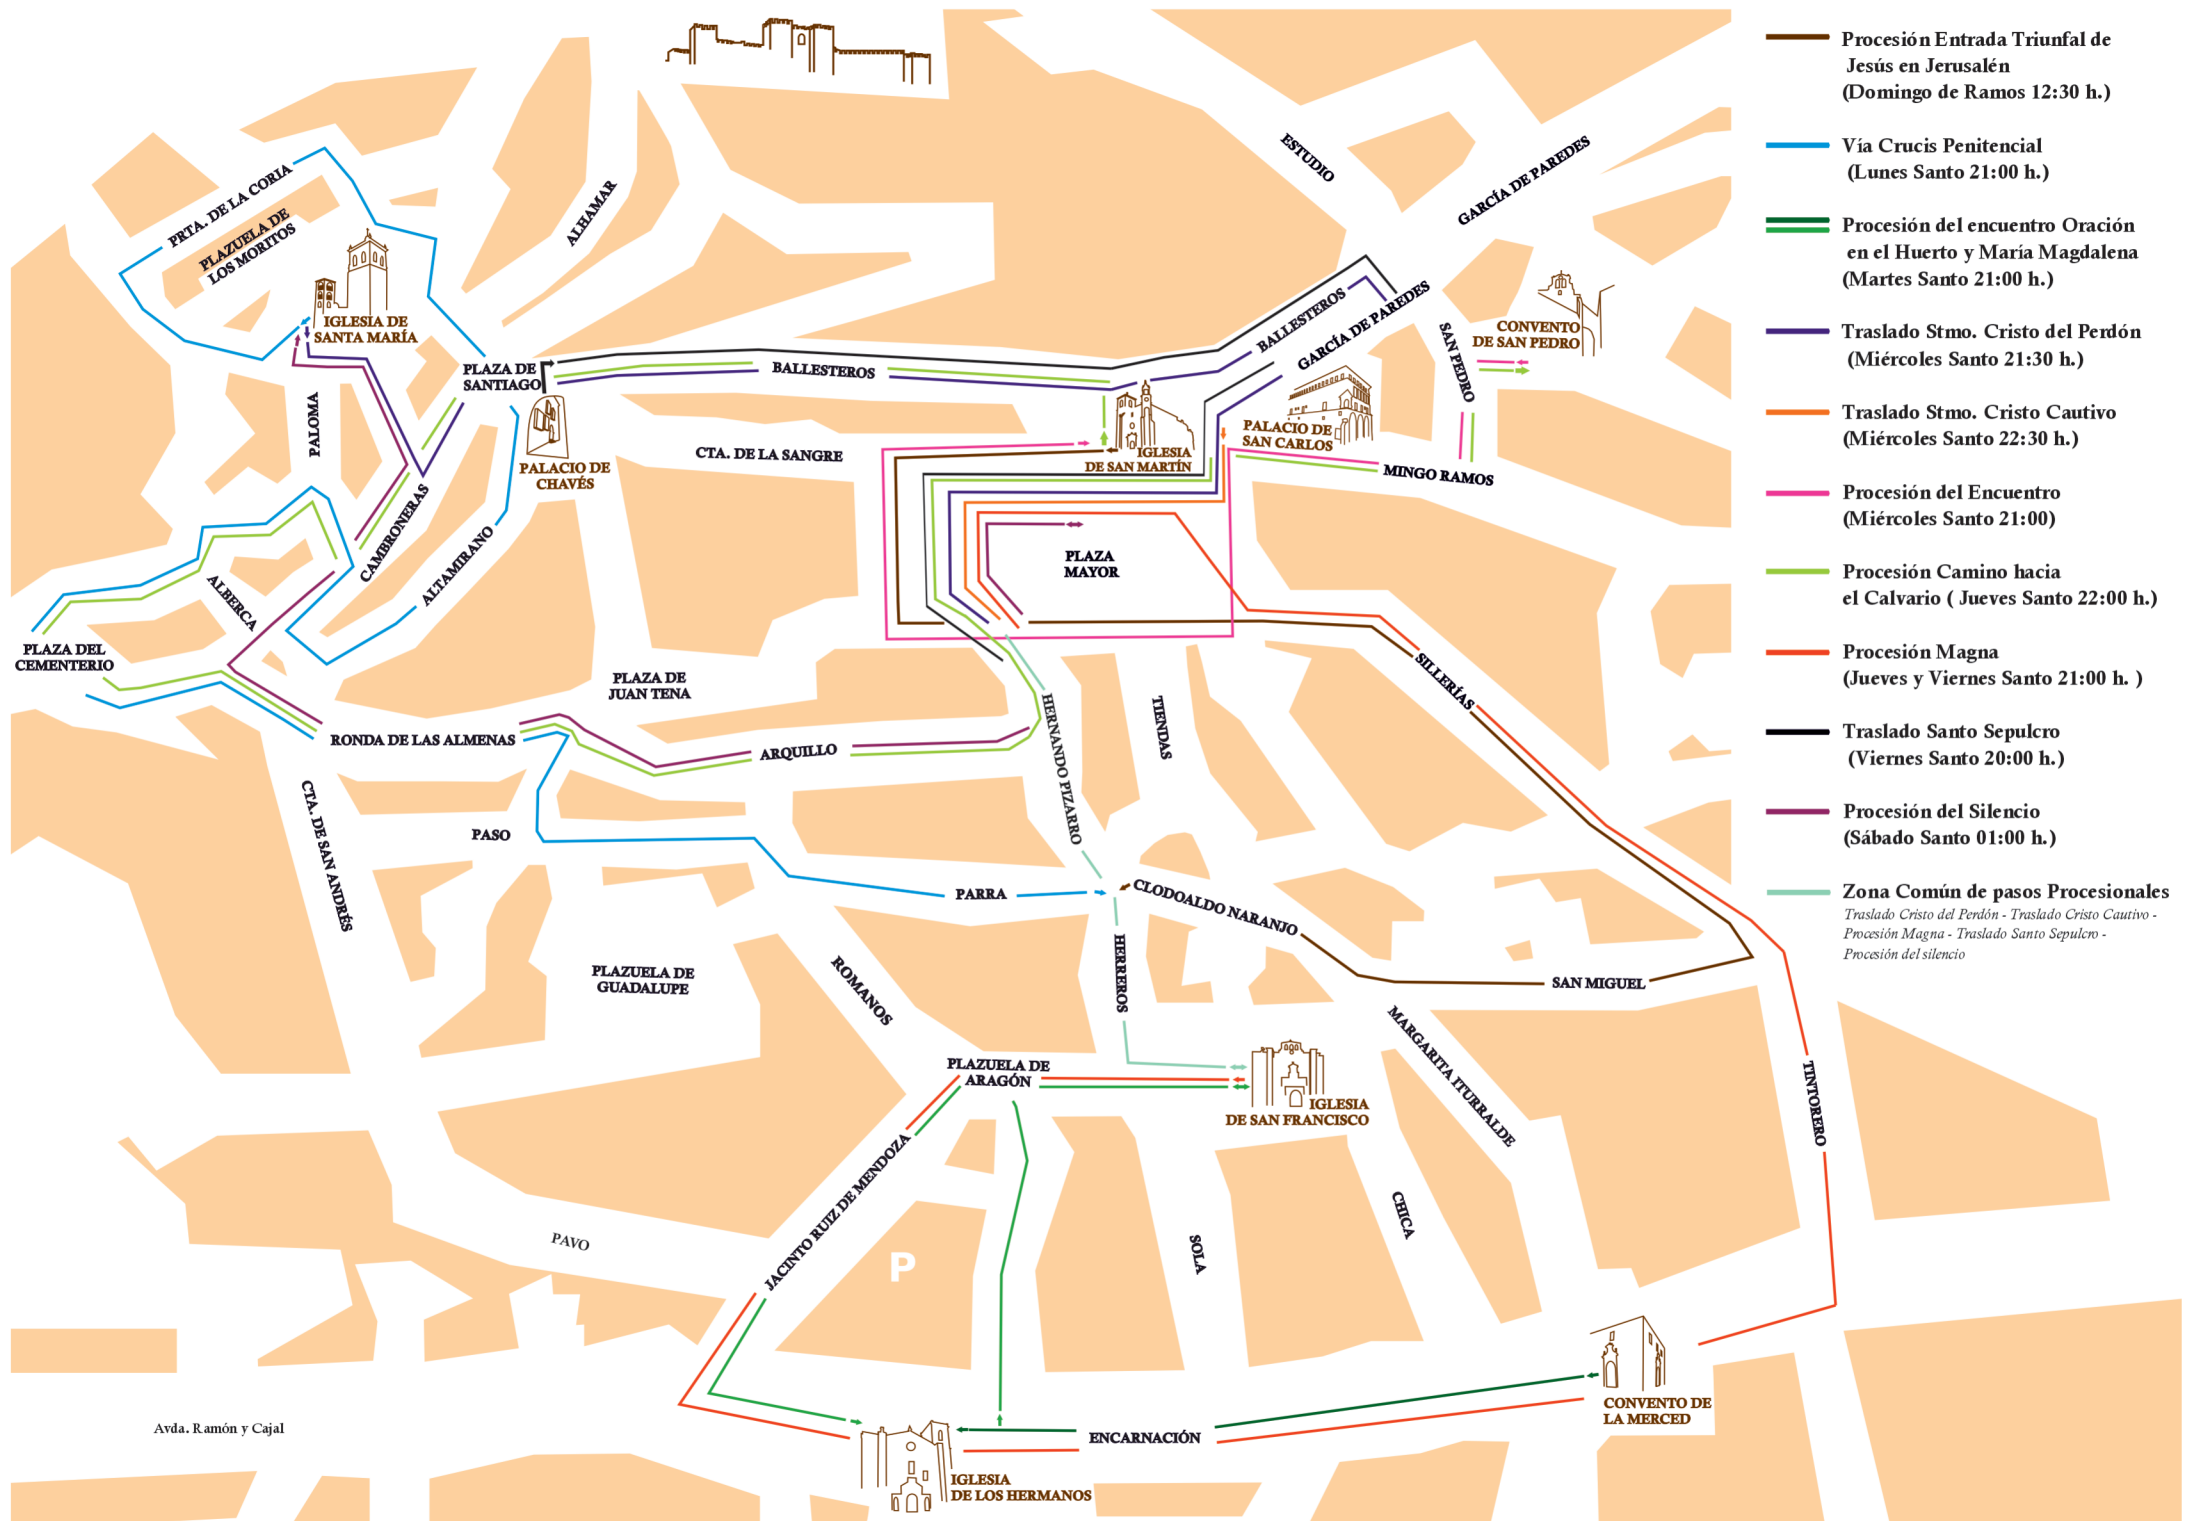 Procesión Entrada Triunfal de
Jesús en Jerusalén
(Domingo de Ramos 12:30 h.)
Vía Crucis Penitencial
(Lunes Santo 21:00 h.)
Procesión del encuentro Oración
en el Huerto y María Magdalena
(Martes Santo 21:00 h.)
Traslado Stmo. Cristo del Perdón
(Miércoles Santo 21:30 h.)
Traslado Stmo. Cristo Cautivo
(Miércoles Santo 22:30 h.)
Procesión del Encuentro
(Miércoles Santo 21:00)
Procesión Camino hacia
el Calvario ( Jueves Santo 22:00 h.)
Procesión Magna
(Jueves y Viernes Santo 21:00 h. )
Traslado Santo Sepulcro
(Viernes Santo 20:00 h.)
Procesión del Silencio
(Sábado Santo 01:00 h.)
Zona Común de pasos Procesionales
Traslado Cristo del Perdón - Traslado Cristo Cautivo -
Procesión Magna - Traslado Santo Sepulcro -
Procesión del silencio
ESTUDIO
GARCÍA DE PAREDES
PRTA. DE LA CORIA
PLAZUELA DE
LOS MORITOS
ALHAMAR
IGLESIA DE
SANTA MARÍA
BALLESTEROS
GARCÍA DE PAREDES
SAN PEDRO
CONVENTO
DE SAN PEDRO
PLAZA DE
SANTIAGO
BALLESTEROS
PALOMA
PALACIO DE
CHAVÉS
CTA. DE LA SANGRE
IGLESIA
DE SAN MARTÍN
PALACIO DE
SAN CARLOS
MINGO RAMOS
CAMBRONERAS
ALTAMIRANO
PLAZA
MAYOR
ALBERCA
PLAZA DEL
CEMENTERIO
PLAZA DE
JUAN TENA
SILLERÍAS
TIENDAS
HERNANDO PIZARRO
RONDA DE LAS ALMENAS
ARQUILLO
CTA. DE SAN ANDRÉS
PASO
PARRA
CLODOALDO NARANJO
HERREROS
PLAZUELA DE
GUADALUPE
ROMANOS
SAN MIGUEL
MARGARITA ITURRALDE
TINTORERO
PLAZUELA DE
ARAGÓN
IGLESIA
DE SAN FRANCISCO
JACINTO RUIZ DE MENDOZA
PAVO
P
SOLA
CHICA
Avda. Ramón y Cajal
ENCARNACIÓN
CONVENTO DE
LA MERCED
IGLESIA
DE LOS HERMANOS